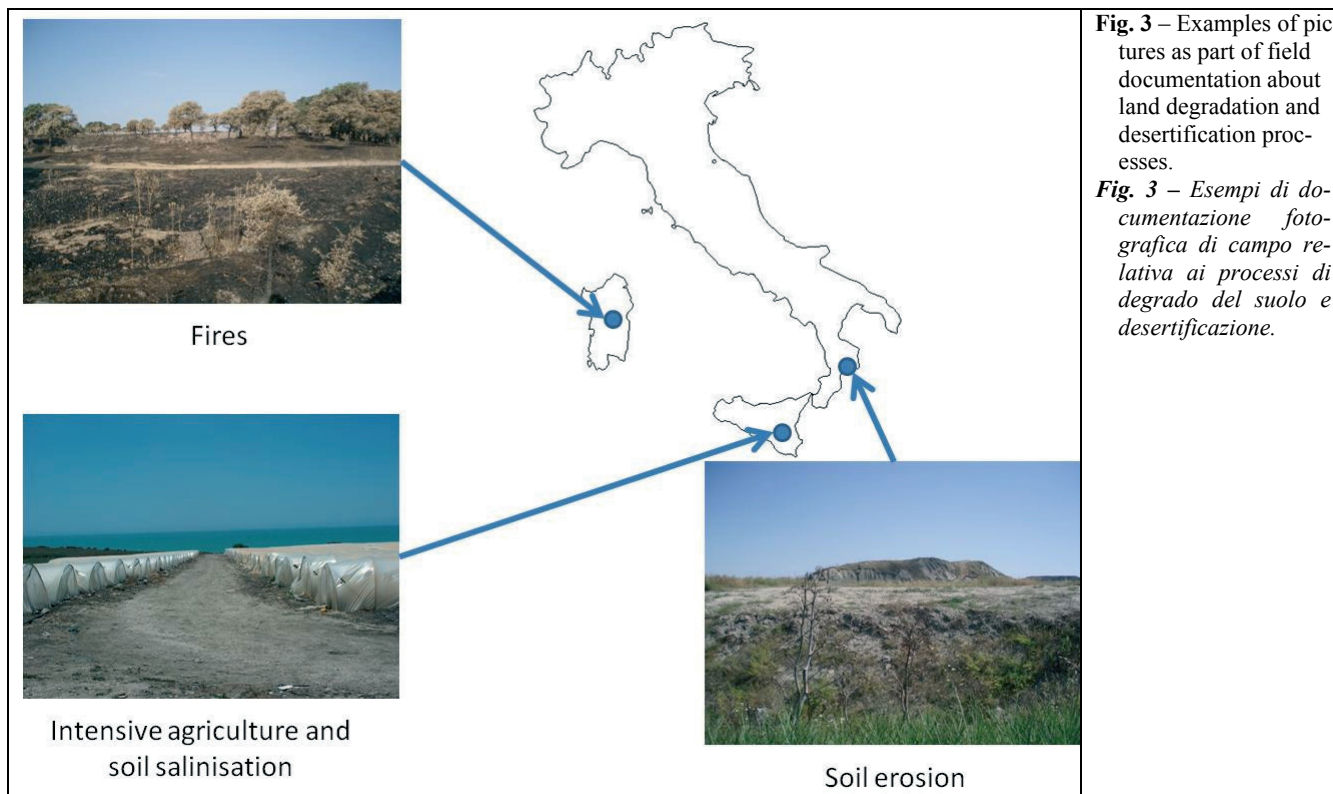 Fires
Intensive agriculture and
soil salinisation
Soil erosion
Fig. 3 – Examples of pic
tures as part of field
documentation about
land degradation and
desertification proc-
esses.
Fig. 3 – Esempi di do-
cumentazione foto-
grafica di campo re-
lativa ai processi di
degrado del suolo e
desertificazione.